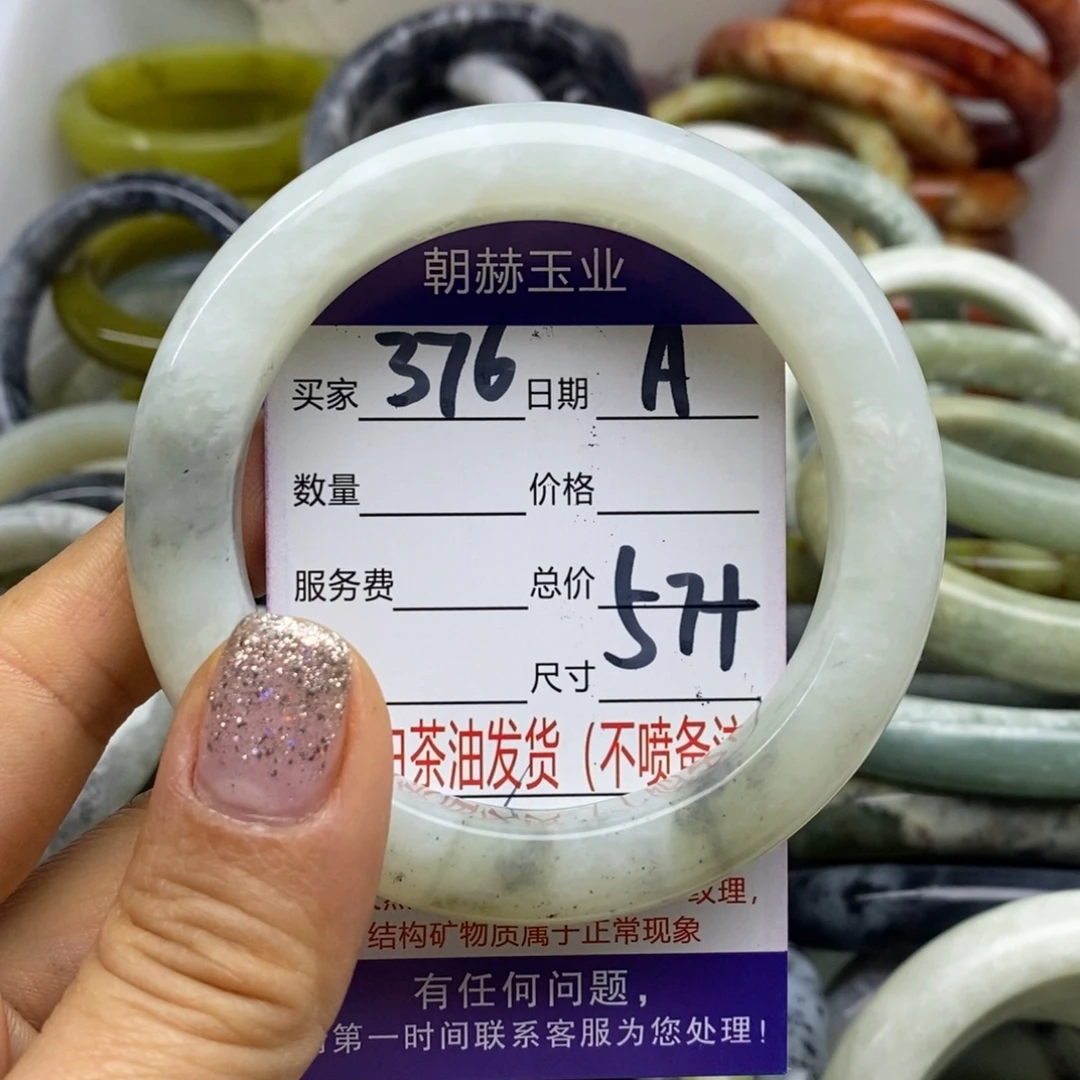 朝赫玉业
买家 376 日期 A
数量 价格
服务费 总价
57H
尺寸
茶油发货（不喷备注
纹理，
结构矿物质属于正常现象
有任何问题，
第一时间联系客服为您处理！